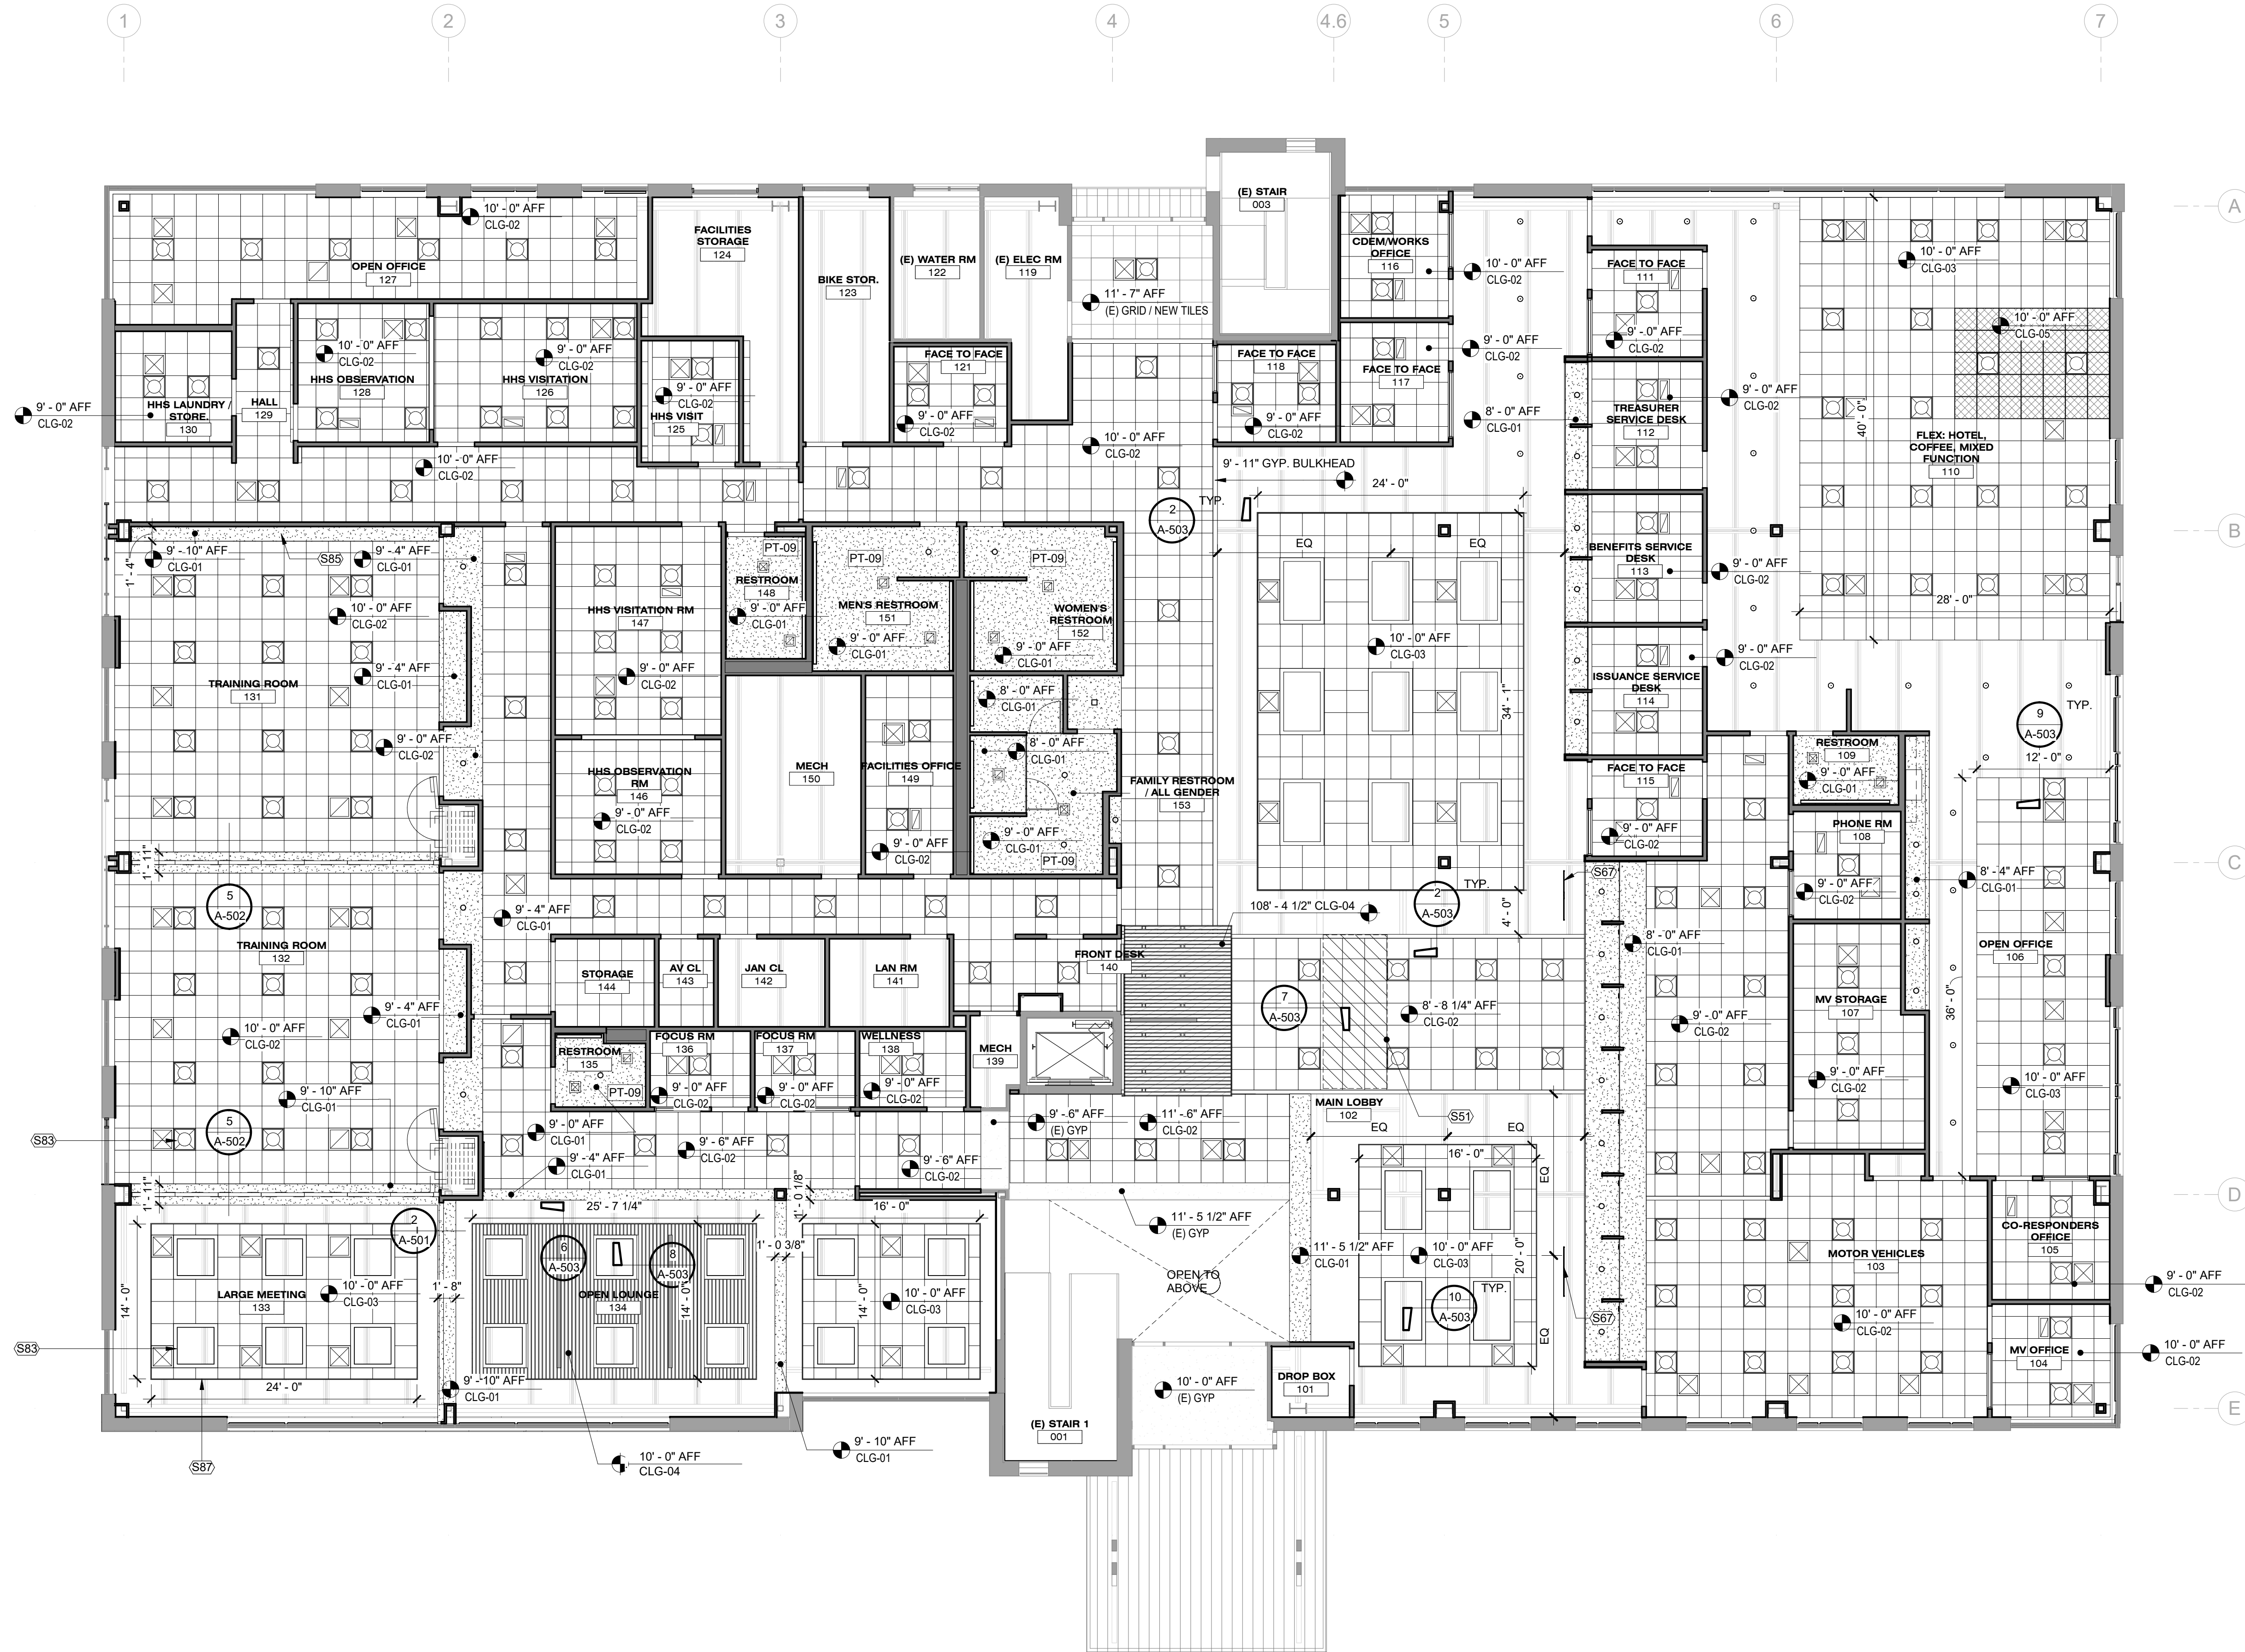 1
2
3
4
4.6
5
6
7
A
B
C
D
E
(E) STAIR
003
10' - 0" AFF
CLG-02
OPEN OFFICE
127
FACILITIES
STORAGE
124
BIKE STOR.
123
(E) WATER RM
122
(E) ELEC RM
119
11' - 7" AFF
(E) GRID / NEW TILES
CDEM/WORKS
OFFICE
116
10' - 0" AFF
CLG-02
FACE TO FACE
111
9' - 0" AFF
CLG-02
10' - 0" AFF
CLG-03
10' - 0" AFF
CLG-05
10' - 0" AFF
CLG-02
HHS OBSERVATION
128
9' - 0" AFF
CLG-02
HHS VISITATION
126
9' - 0" AFF
CLG-02
HHS VISIT
125
FACE TO FACE
121
9' - 0" AFF
CLG-02
FACE TO FACE
118
9' - 0" AFF
CLG-02
FACE TO FACE
117
9' - 0" AFF
CLG-02
8' - 0" AFF
CLG-01
9' - 0" AFF
CLG-02
HHS LAUNDRY /
STORE.
130
HALL
129
TREASURER
SERVICE DESK
112
9' - 0" AFF
CLG-02
40' - 0"
FLEX: HOTEL,
COFFEE, MIXED
FUNCTION
110
10' - 0" AFF
CLG-02
10' - 0" AFF
CLG-02
9' - 11" GYP. BULKHEAD
24' - 0"
TYP.
2
A-503
EQ
EQ
9' - 10" AFF
CLG-01
S85
9' - 4" AFF
CLG-01
1' - 4"
10' - 0" AFF
CLG-02
9' - 4" AFF
CLG-01
TRAINING ROOM
131
9' - 0" AFF
CLG-02
HHS VISITATION RM
147
9' - 0" AFF
CLG-02
PT-09
RESTROOM
148
9' - 0" AFF
CLG-01
PT-09
MEN'S RESTROOM
151
9' - 0" AFF
CLG-01
PT-09
WOMEN'S
RESTROOM
152
9' - 0" AFF
CLG-01
10' - 0" AFF
CLG-03
34' - 1"
BENEFITS SERVICE
DESK
113
9' - 0" AFF
CLG-02
28' - 0"
ISSUANCE SERVICE
DESK
114
9' - 0" AFF
CLG-02
8' - 0" AFF
CLG-01
8' - 0" AFF
CLG-01
HHS OBSERVATION
RM
146
9' - 0" AFF
CLG-02
MECH
150
FACILITIES OFFICE
149
9' - 0" AFF
CLG-02
FAMILY RESTROOM
/ ALL GENDER
153
9' - 0" AFF
CLG-01
PT-09
FACE TO FACE
115
9' - 0" AFF
CLG-02
RESTROOM
109
9' - 0" AFF
CLG-01
9
A-503
TYP.
12' - 0"
PHONE RM
108
9' - 0" AFF
CLG-02
8' - 4" AFF
CLG-01
1' - 11"
5
A-502
9' - 4" AFF
CLG-01
108' - 4 1/2" CLG-04
2
A-503
TYP.
S67
4' - 0"
TRAINING ROOM
132
STORAGE
144
AV CL
143
JAN CL
142
LAN RM
141
FRONT DESK
140
8' - 0" AFF
CLG-01
OPEN OFFICE
106
36' - 0"
9' - 4" AFF
CLG-01
10' - 0" AFF
CLG-02
7
A-503
8' - 8 1/4" AFF
CLG-02
9' - 0" AFF
CLG-02
MV STORAGE
107
9' - 0" AFF
CLG-02
10' - 0" AFF
CLG-03
RESTROOM
135
PT-09
FOCUS RM
136
9' - 0" AFF
CLG-02
FOCUS RM
137
9' - 0" AFF
CLG-02
WELLNESS
138
9' - 0" AFF
CLG-02
MECH
139
9' - 10" AFF
CLG-01
S83
5
A-502
9' - 0" AFF
CLG-01
9' - 6" AFF
CLG-02
9' - 4" AFF
CLG-01
9' - 6" AFF
CLG-02
9' - 6" AFF
(E) GYP
11' - 6" AFF
CLG-02
MAIN LOBBY
102
S51
EQ
EQ
1' - 11"
25' - 7 1/4"
1' - 0 1/8"
16' - 0"
16' - 0"
EQ
2
A-501
6
A-503
8
A-503
1' - 0 3/8"
11' - 5 1/2" AFF
(E) GYP
11' - 5 1/2" AFF
CLG-01
10' - 0" AFF
CLG-03
20' - 0"
MOTOR VEHICLES
103
CO-RESPONDERS
OFFICE
105
9' - 0" AFF
CLG-02
14' - 0"
LARGE MEETING
133
10' - 0" AFF
CLG-03
1' - 8"
OPEN LOUNGE
134
14' - 0"
14' - 0"
10' - 0" AFF
CLG-03
OPEN TO
ABOVE
10
A-503
TYP.
S67
EQ
10' - 0" AFF
CLG-02
S83
MV OFFICE
104
10' - 0" AFF
CLG-02
24' - 0"
9' - 10" AFF
CLG-01
10' - 0" AFF
(E) GYP
DROP BOX
101
(E) STAIR 1
001
S87
10' - 0" AFF
CLG-04
9' - 10" AFF
CLG-01